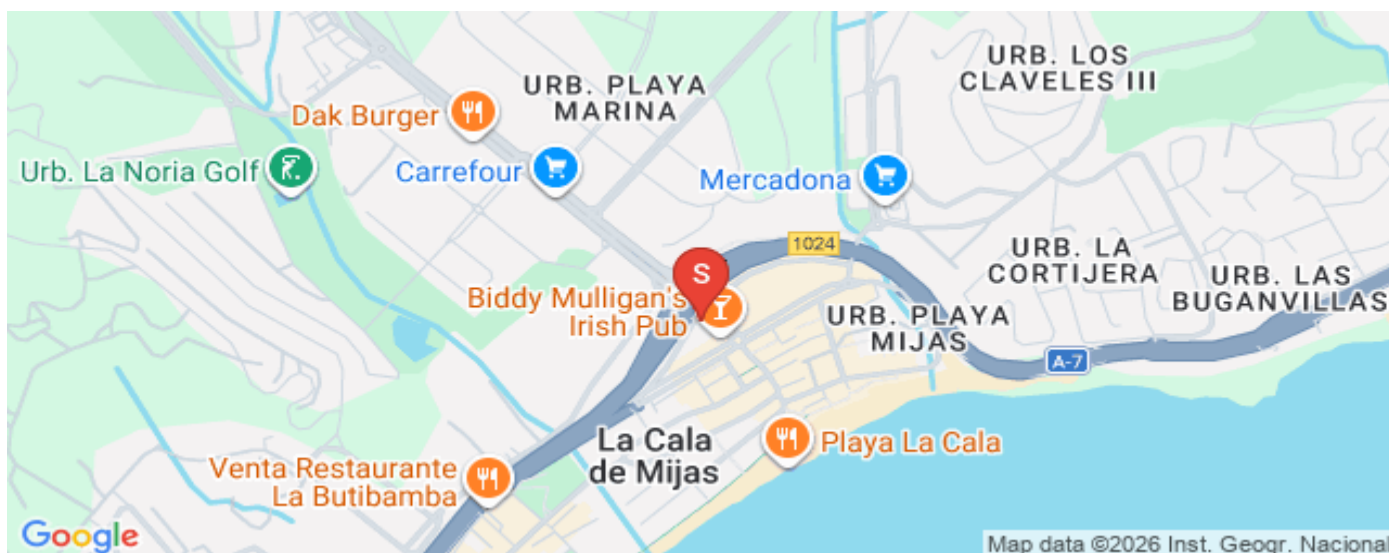 URB. LOS
CLAVELES III
URB. PLAYA
MARINA
Dak Burger
Urb. La Noria Golf
Carrefour
Mercadona
1024
S
URB. LA
CORTIJERA
URB. LAS
BUGANVILLAS
Biddy Mulligan's
Irish Pub
URB. PLAYA
MIJAS
A-7
La Cala
de Mijas
Playa La Cala
Venta Restaurante
La Butibamba
Google
Map data ©2026 Inst. Geogr. Nacional